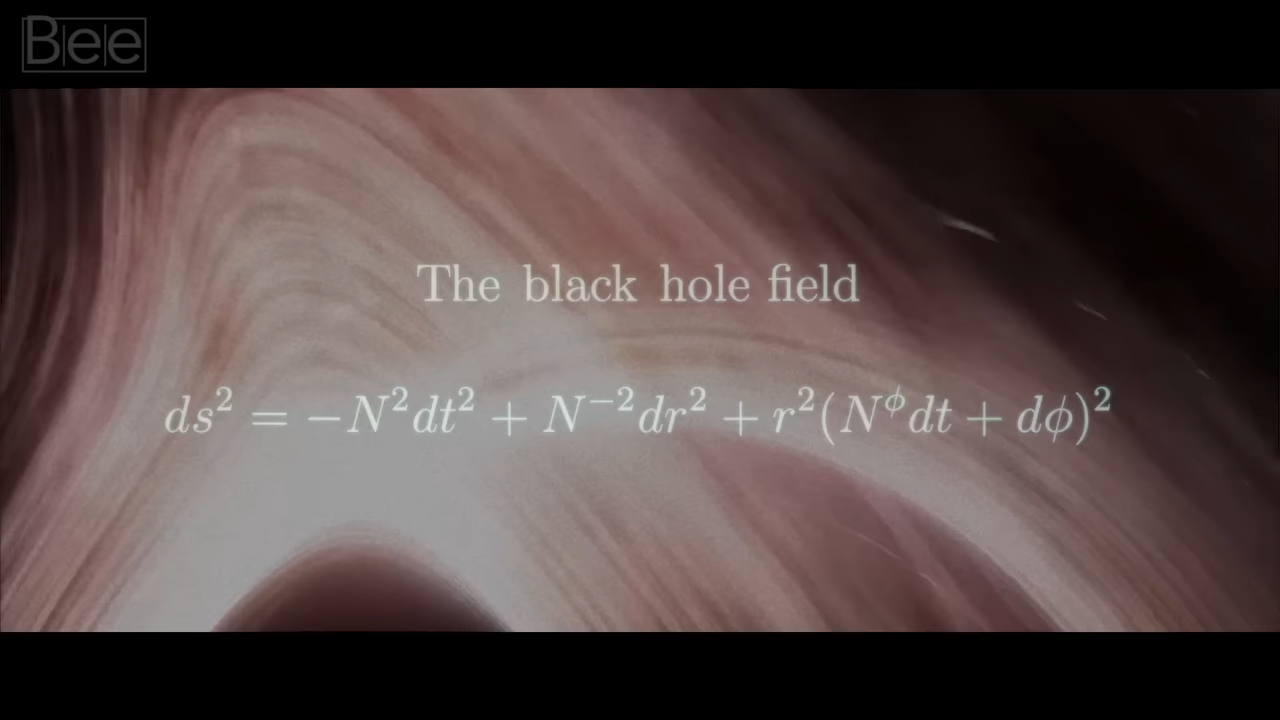 Bee
The black hole field
ds² = −N²dt² + N⁻²dr² + r²(N^ϕdt + dϕ)²